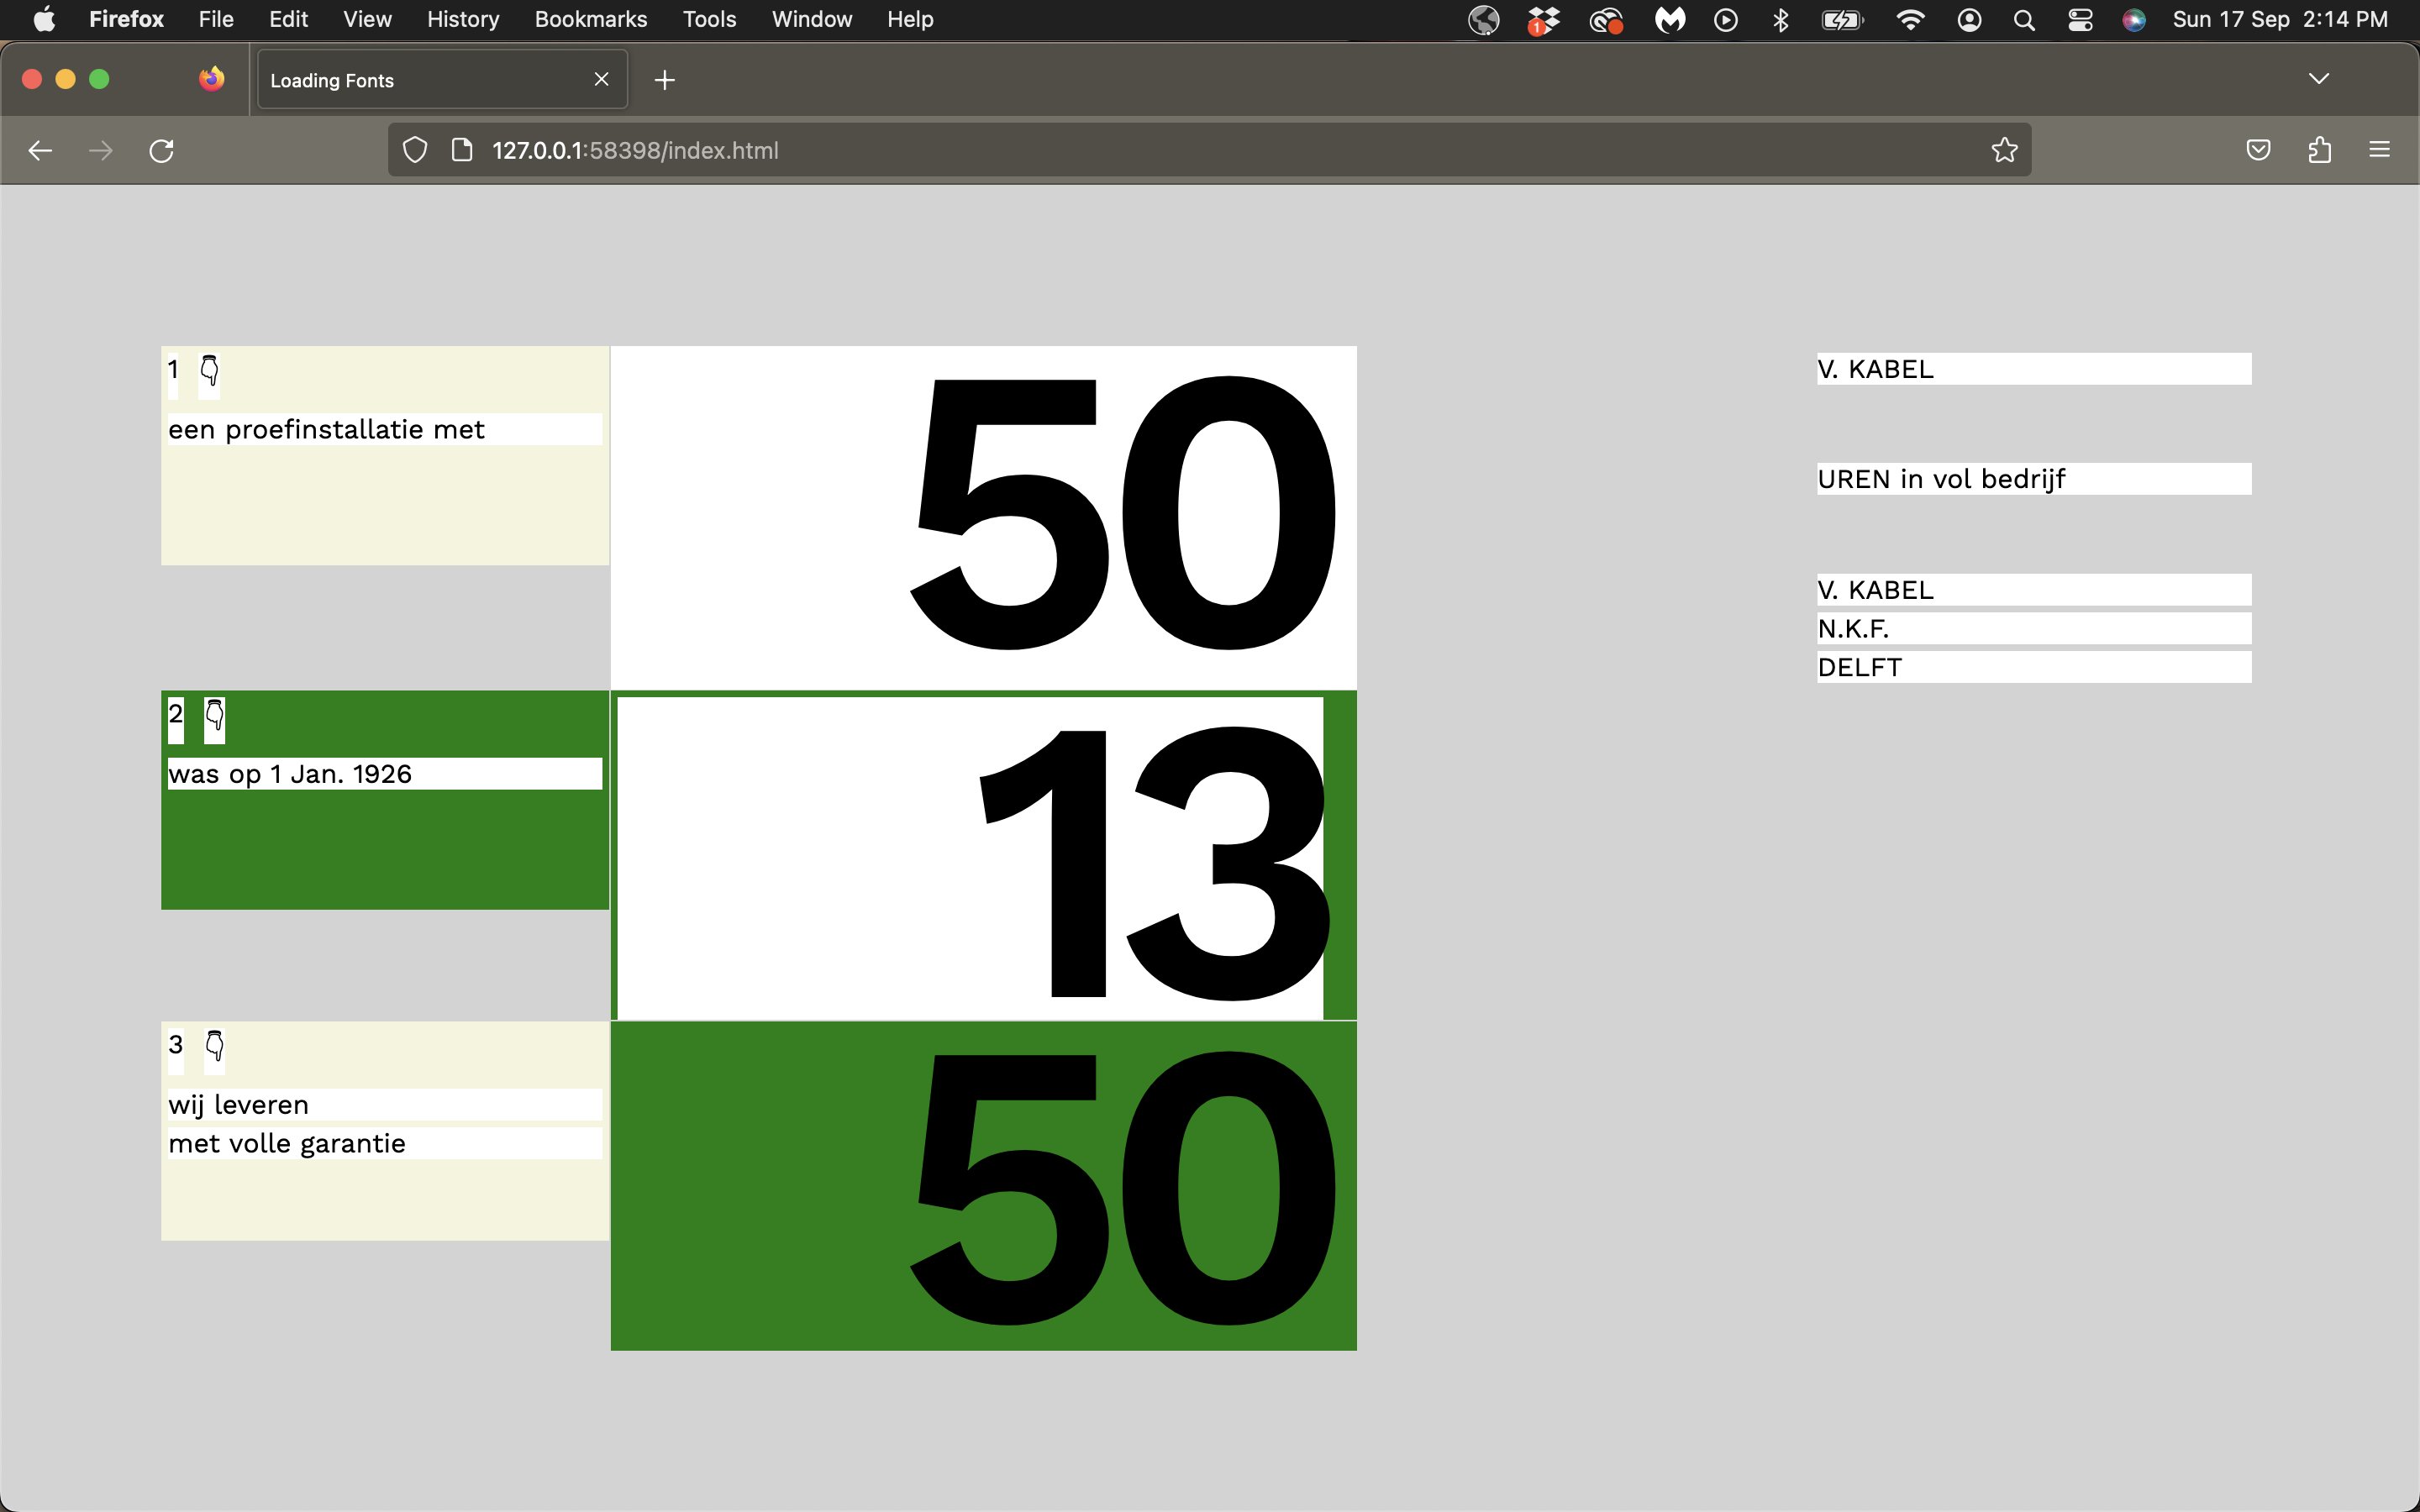 Firefox File Edit View History Bookmarks Tools Window Help Sun 17 Sep 2:14 PM
1
Loading Fonts
127.0.0.1:58398/index.html
1 👇
een proefinstallatie met
50
V. KABEL
UREN in vol bedrijf
V. KABEL
N.K.F.
DELFT
2 👇
was op 1 Jan. 1926
13
3 👇
wij leveren
met volle garantie
50